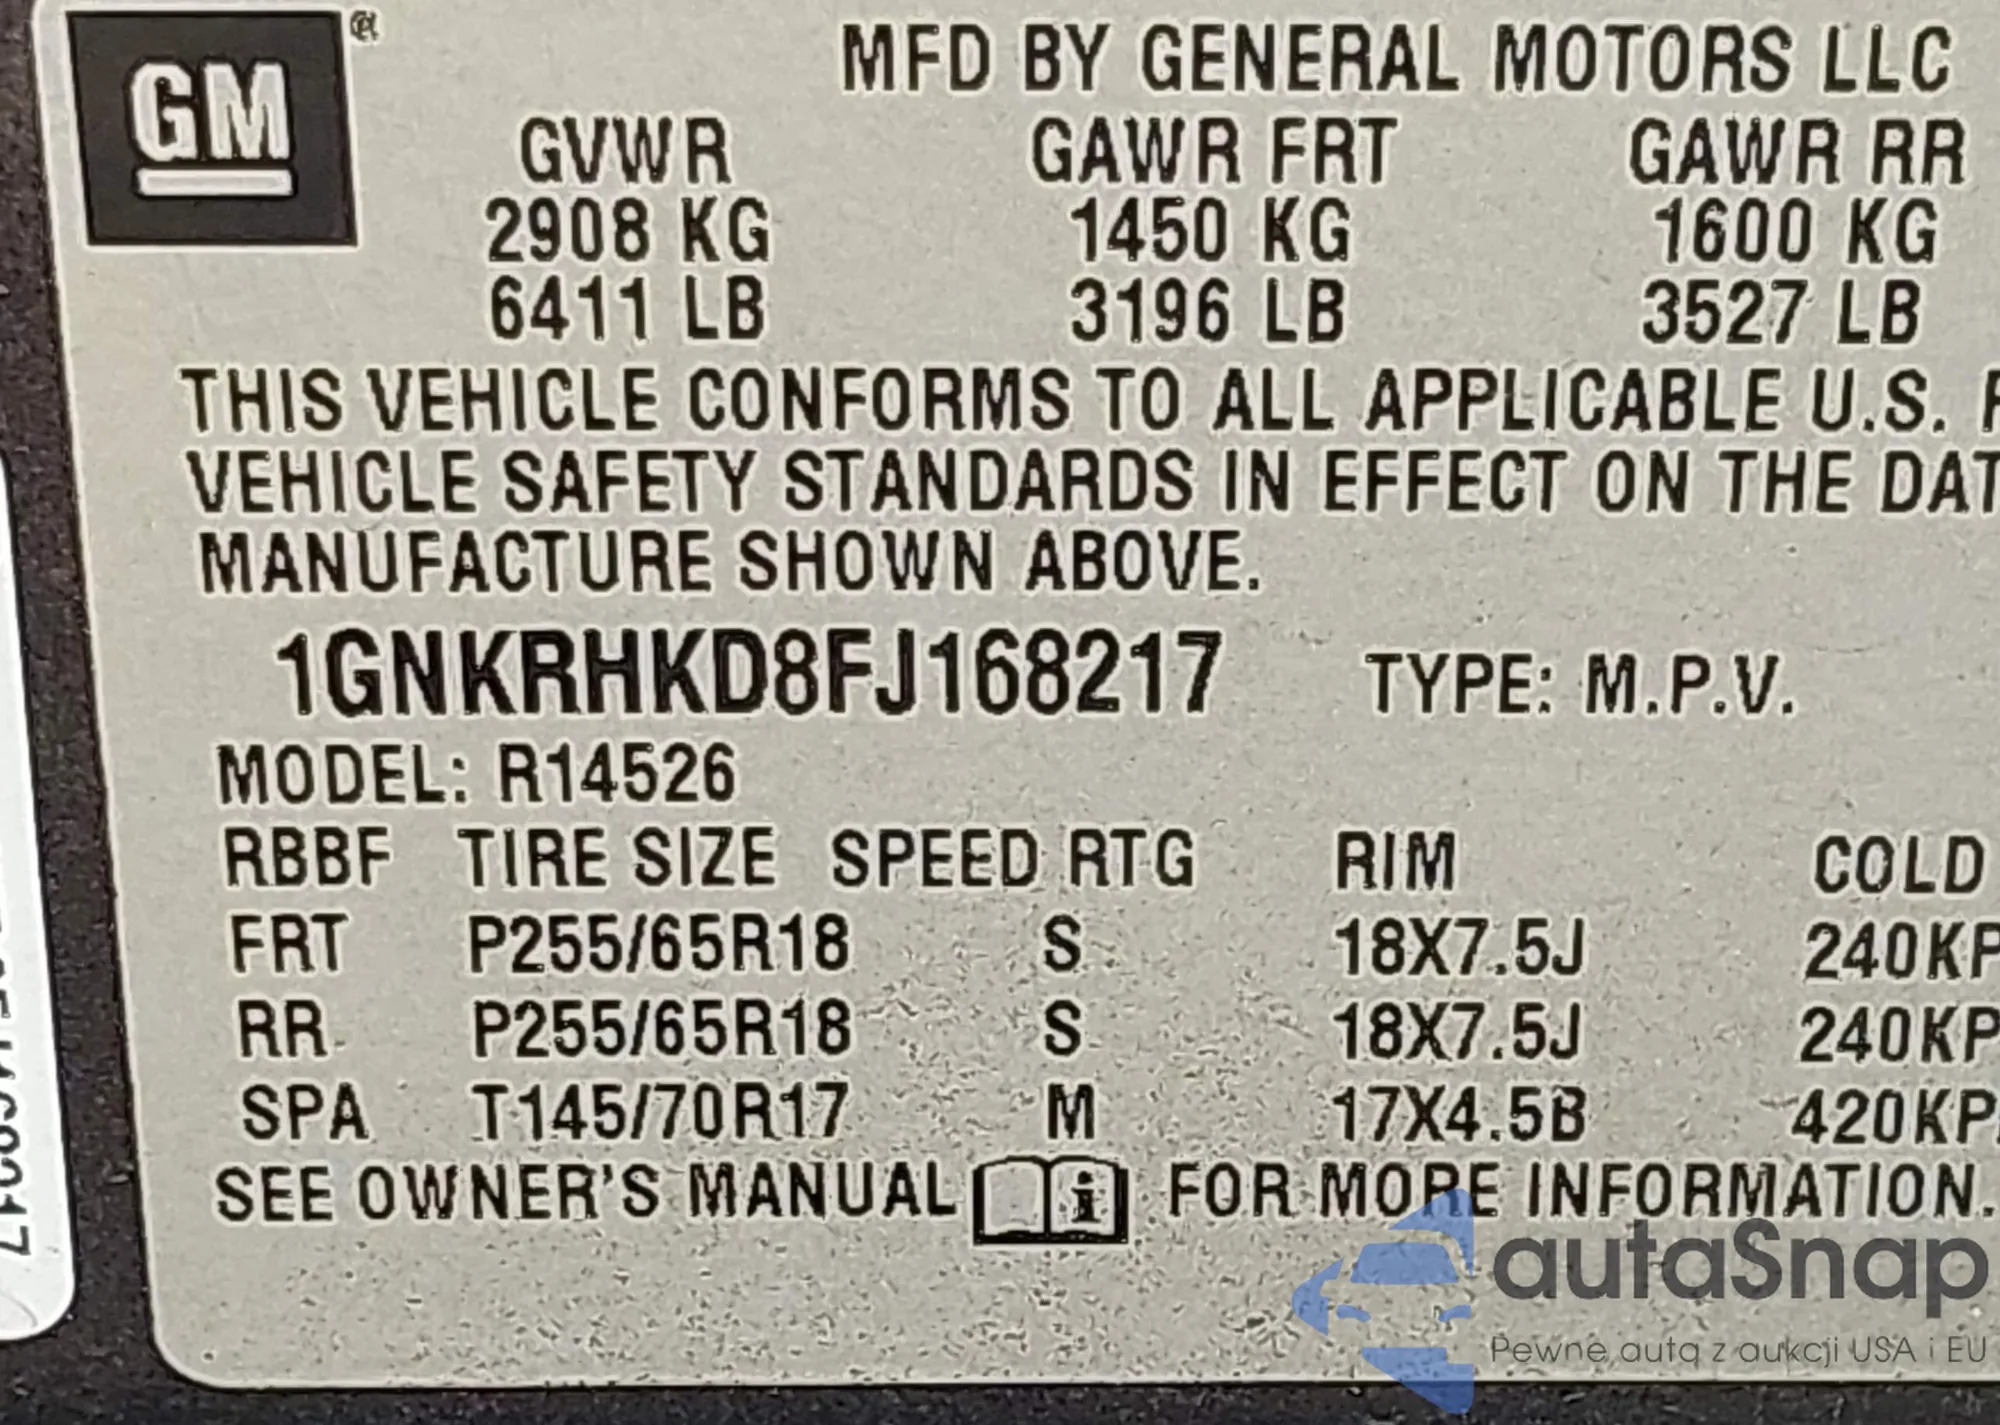 GM®
MFD BY GENERAL MOTORS LLC
GVWR GAWR FRT GAWR RR
2908 KG 1450 KG 1600 KG
6411 LB 3196 LB 3527 LB
THIS VEHICLE CONFORMS TO ALL APPLICABLE U.S.
VEHICLE SAFETY STANDARDS IN EFFECT ON THE DAT
MANUFACTURE SHOWN ABOVE.
1GNKRHKD8FJ168217 TYPE: M.P.V.
MODEL: R14526
RBBF TIRE SIZE SPEED RTG RIM COLD
FRT P255/65R18 S 18X7.5J 240KP
RR P255/65R18 S 18X7.5J 240KP
SPA T145/70R17 M 17X4.5B 420KP
SEE OWNER'S MANUAL i FOR MORE INFORMATION.
autaSnap
Pewne auta z aukcji USA i EU